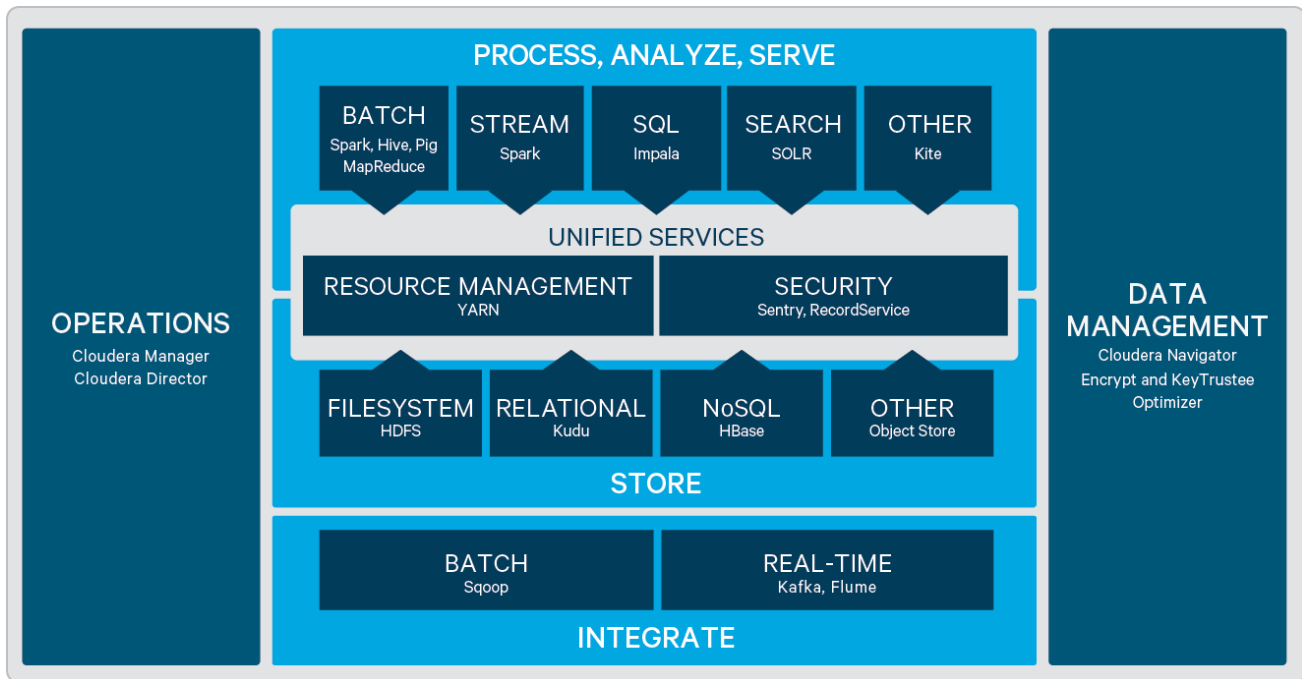 PROCESS, ANALYZE, SERVE
BATCH
Spark, Hive, Pig
MapReduce
STREAM
Spark
SQL
Impala
SEARCH
SOLR
OTHER
Kite
UNIFIED SERVICES
RESOURCE MANAGEMENT
YARN
SECURITY
Sentry, RecordService
OPERATIONS
Cloudera Manager
Cloudera Director
DATA
MANAGEMENT
Cloudera Navigator
Encrypt and KeyTrustee
Optimizer
FILESYSTEM
HDFS
RELATIONAL
Kudu
NoSQL
HBase
OTHER
Object Store
STORE
BATCH
Sqoop
REAL-TIME
Kafka, Flume
INTEGRATE